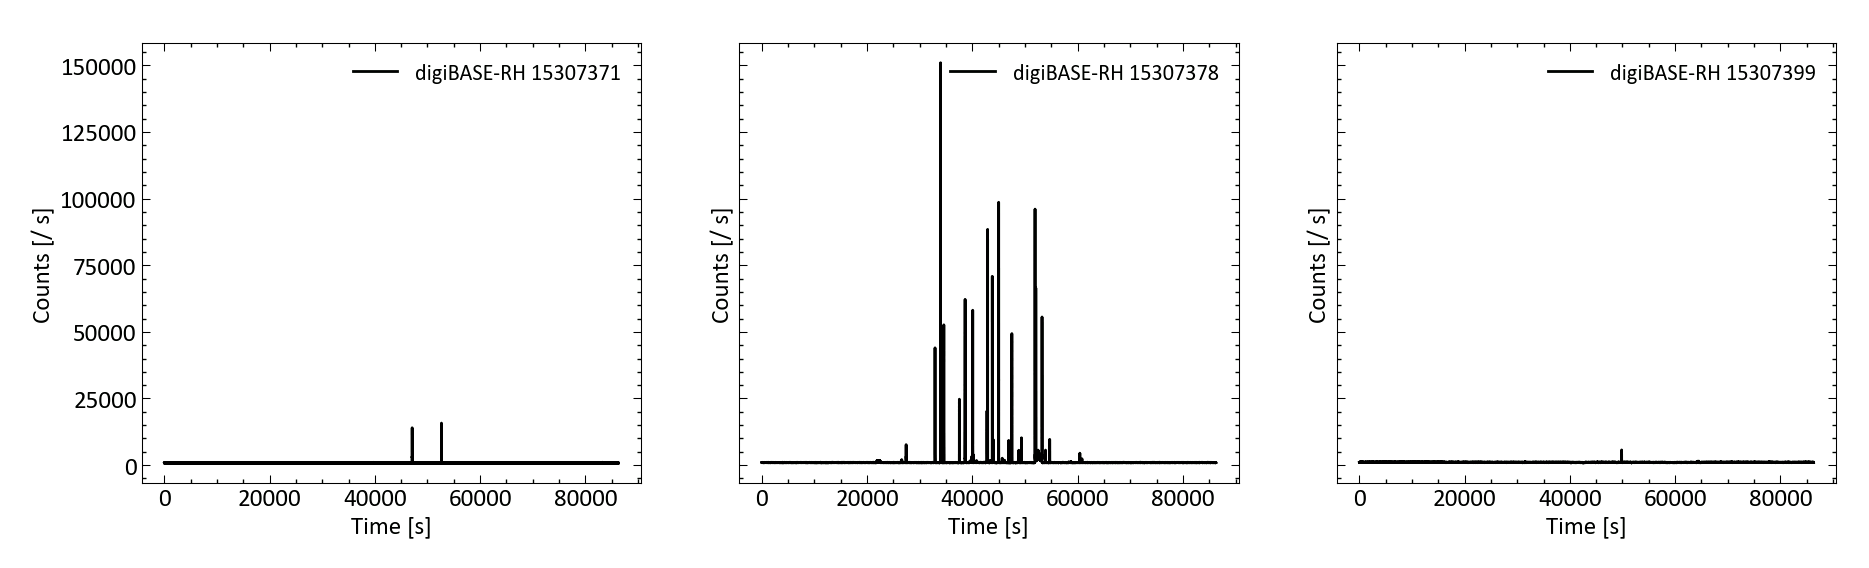 digiBASE-RH 15307371
150000
125000
100000
75000
50000
25000
0
Counts [/ s]
0 20000 40000 60000 80000
Time [s]
digiBASE-RH 15307378
Counts [/ s]
0 20000 40000 60000 80000
Time [s]
digiBASE-RH 15307399
Counts [/ s]
0 20000 40000 60000 80000
Time [s]